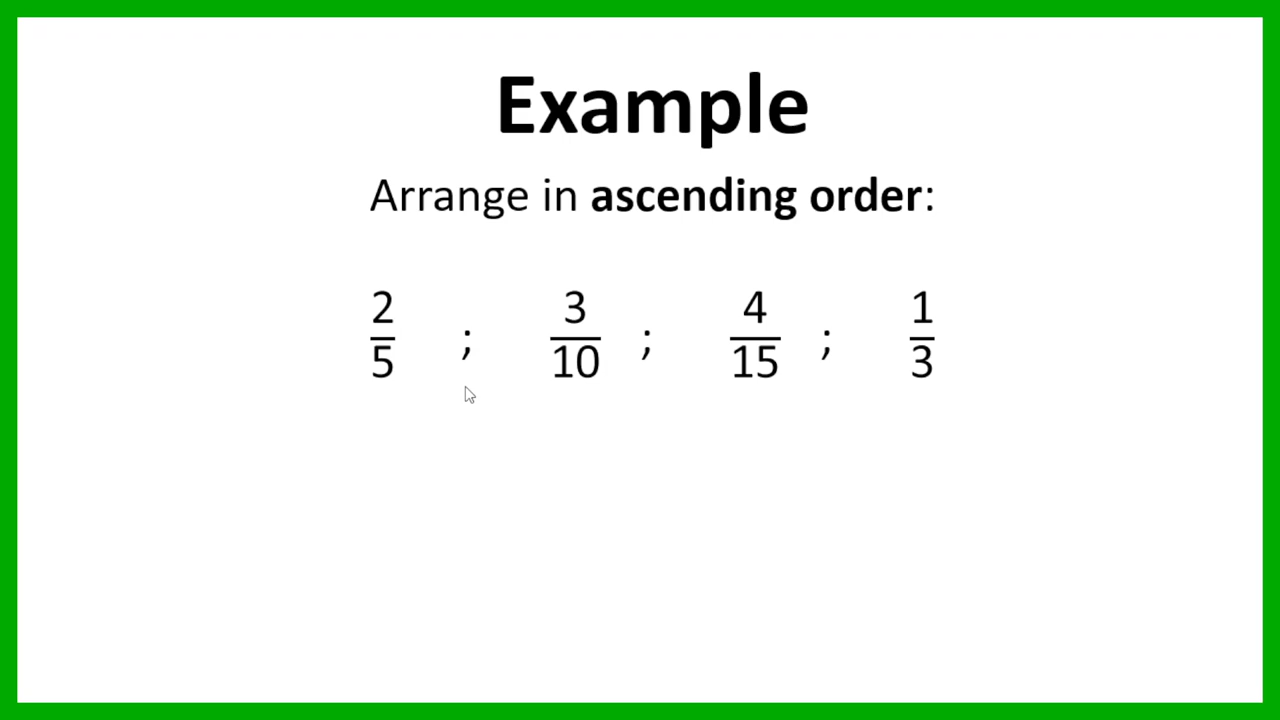 Example
Arrange in ascending order:
2/5 ; 3/10 ; 4/15 ; 1/3